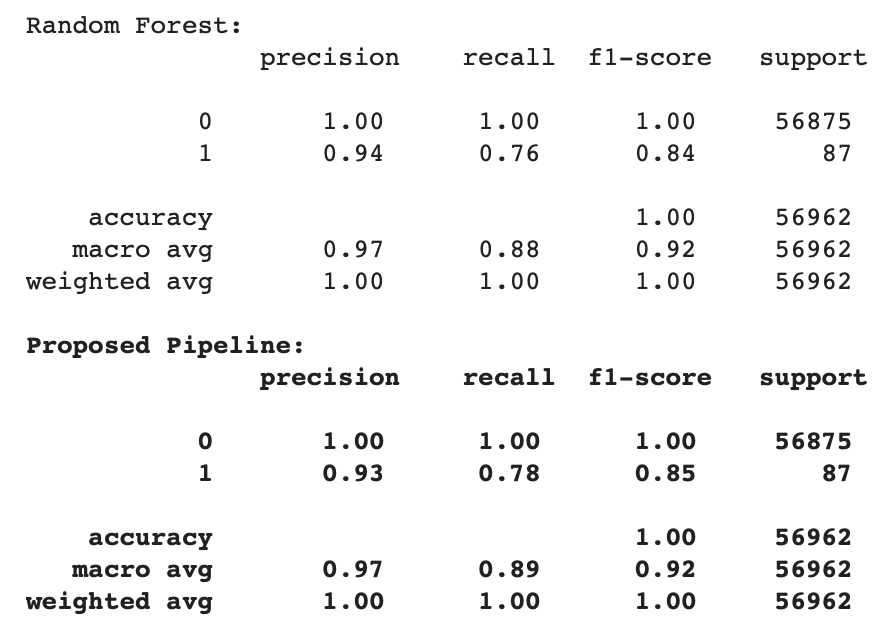 Random Forest:
precision recall f1-score support
0 1.00 1.00 1.00 56875
1 0.94 0.76 0.84 87
accuracy 1.00 56962
macro avg 0.97 0.88 0.92 56962
weighted avg 1.00 1.00 1.00 56962
Proposed Pipeline:
precision recall f1-score support
0 1.00 1.00 1.00 56875
1 0.93 0.78 0.85 87
accuracy 1.00 56962
macro avg 0.97 0.89 0.92 56962
weighted avg 1.00 1.00 1.00 56962